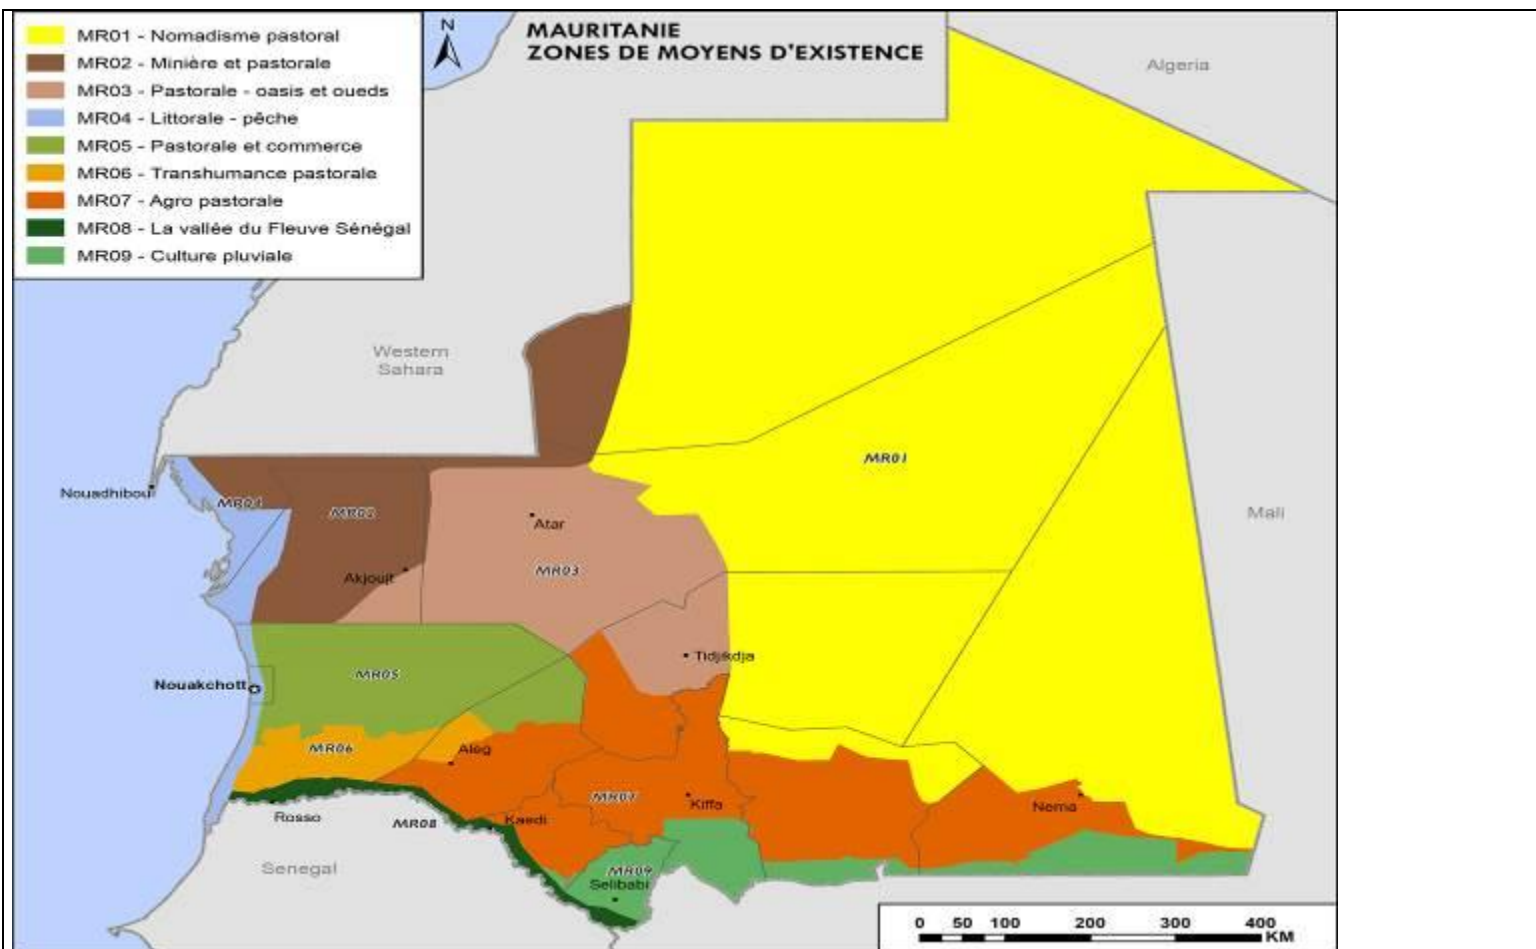 MR01 - Nomadisme pastoral
MR02 - Minière et pastorale
MR03 - Pastorale - oasis et oueds
MR04 - Littorale - pêche
MR05 - Pastorale et commerce
MR06 - Transhumance pastorale
MR07 - Agro pastorale
MR08 - La vallée du Fleuve Sénégal
MR09 - Culture pluviale
N
MAURITANIE
ZONES DE MOYENS D'EXISTENCE
Algeria
Western
Sahara
MR01
Nouadhibou
MR04
MR02
Atar
Mali
Akjoujt
MR03
Tidjikdja
Nouakchott
MR05
MR06
Aleg
MR07
Kiffa
Nema
Rosso
MR08
Kaedi
Senegal
MR09
Selibabi
0 50 100 200 300 400
KM